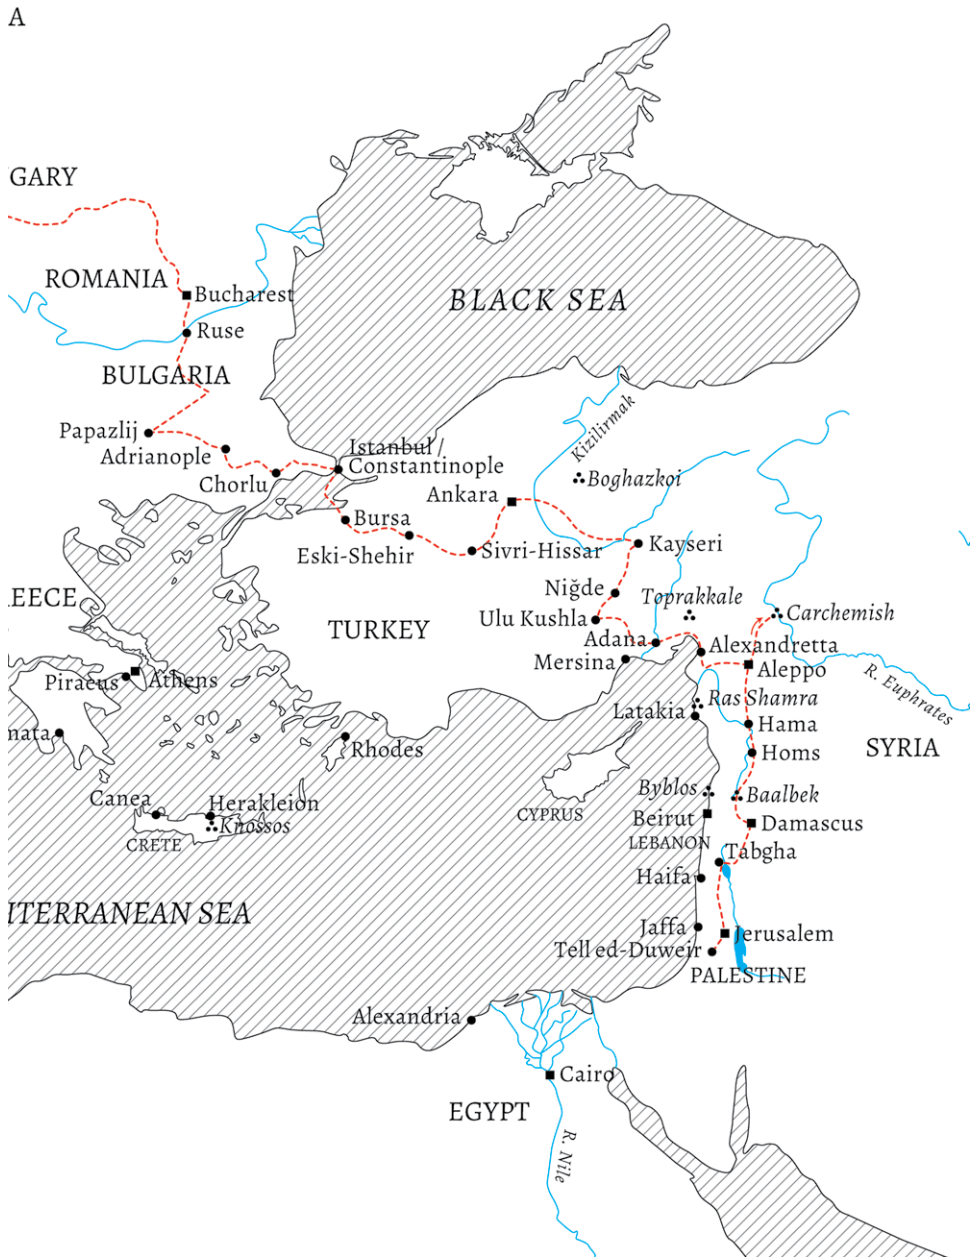 A
GARY
ROMANIA
Bucharest
BLACK SEA
Ruse
BULGARIA
Kizilirmak
Papazlij
Adrianople
Istanbul /
Constantinople
Chorlu
Boghazkoi
Ankara
Bursa
Eski-Shehir
Sivri-Hissar
Kayseri
Niğde
EECE
Toprakkale
Carchemish
Ulu Kushla
TURKEY
Adana
Alexandretta
Mersina
Aleppo
Piraeus
Athens
R. Euphrates
Ras Shamra
Latakia
mata
Hama
Rhodes
Homs
SYRIA
Byblos
Baalbek
Canea
Herakleion
CYPRUS
Beirut
Knossos
Damascus
CRETE
LEBANON
Tabgha
Haifa
ITERRANEAN SEA
Jaffa
Jerusalem
Tell ed-Duweir
PALESTINE
Alexandria
Cairo
EGYPT
R. Nile